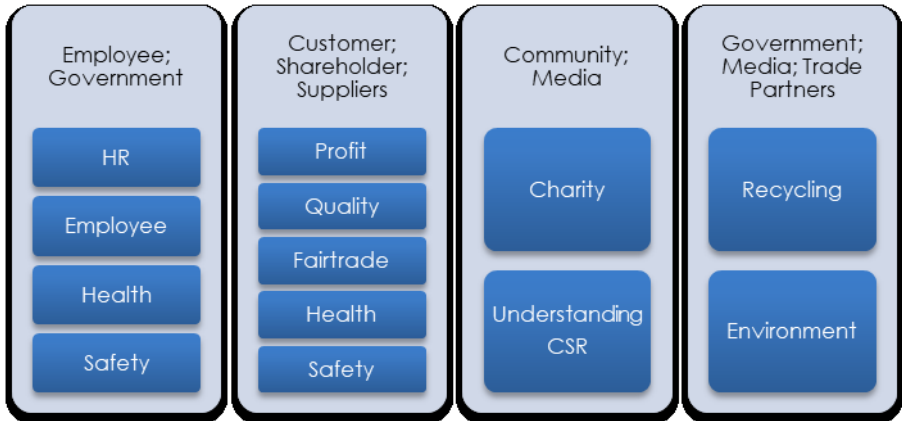 Employee;
Government
HR
Employee
Health
Safety
Customer;
Shareholder;
Suppliers
Profit
Quality
Fairtrade
Health
Safety
Community;
Media
Charity
Understanding
CSR
Government;
Media; Trade
Partners
Recycling
Environment